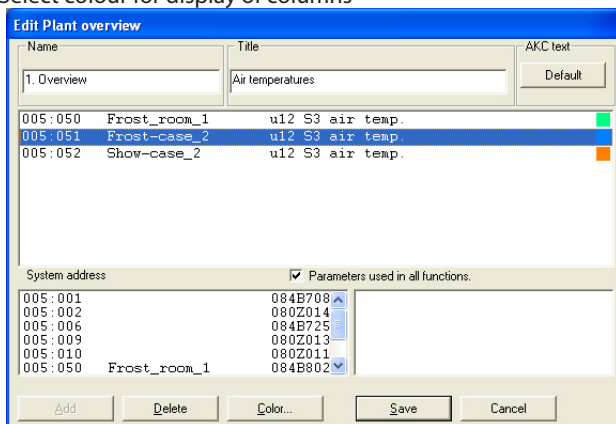 Select colour for display of columns
Edit Plant overview
Name Title AKC text
1. Overview Air temperatures Default
005:050 Frost_room_1 u12 S3 air temp.
005:051 Frost-case_2 u12 S3 air temp.
005:052 Show-case_2 u12 S3 air temp.
System address Parameters used in all functions.
005:001 084B708
005:002 080Z014
005:006 084B725
005:009 080Z013
005:010 080Z011
005:050 Frost_room_1 084B802
Add Delete Color... Save Cancel